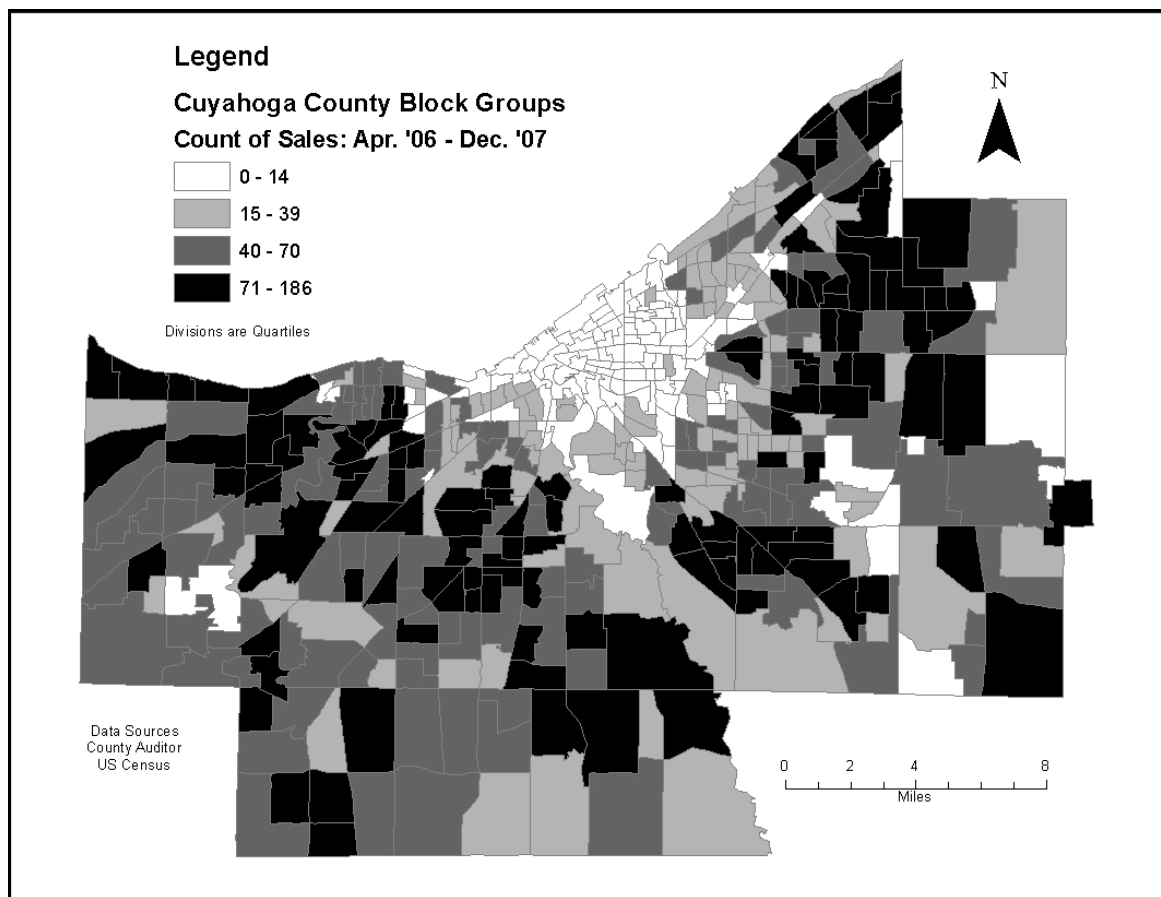 Legend
Cuyahoga County Block Groups
Count of Sales: Apr. '06 - Dec. '07
0 - 14
15 - 39
40 - 70
71 - 186
Divisions are Quartiles
N
Data Sources
County Auditor
US Census
0 2 4 6 8
Miles